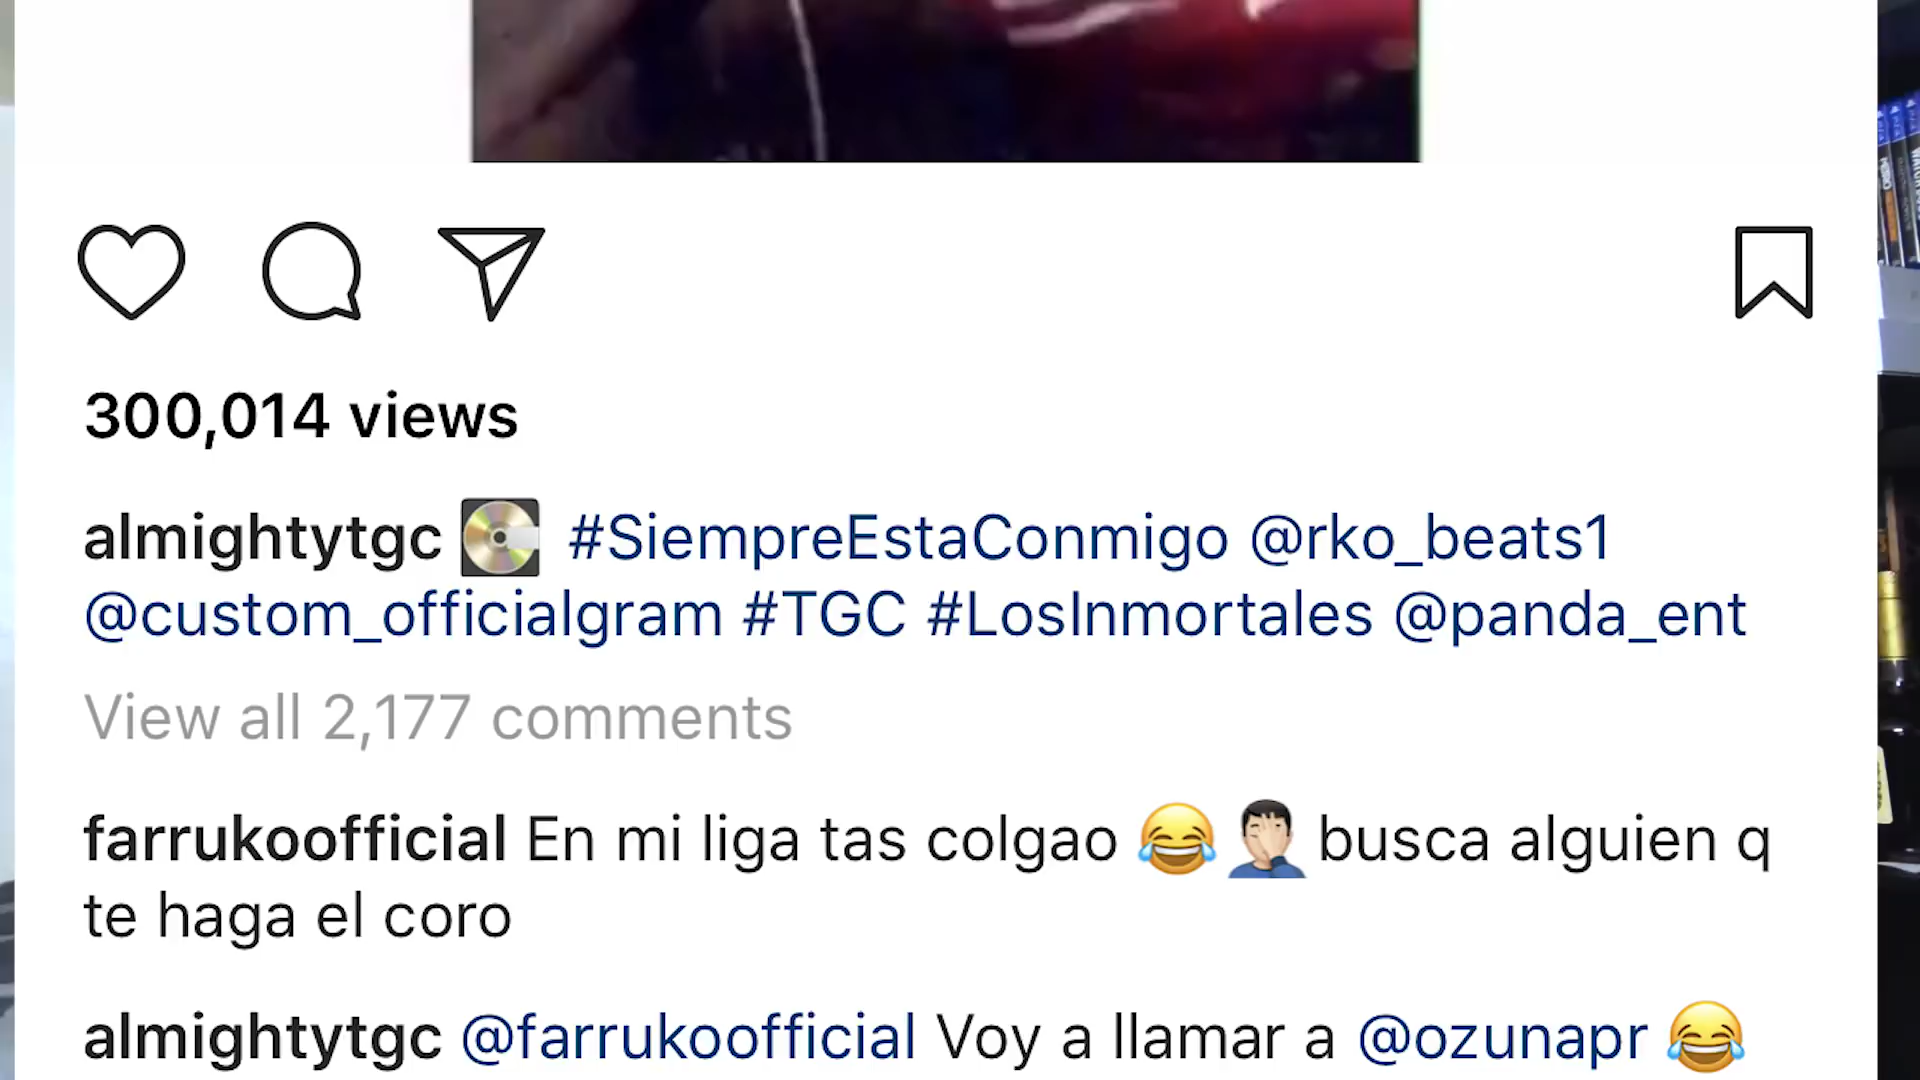 300,014 views
almightytgc 💽 #SiempreEstaConmigo @rko_beats1
@custom_officialgram #TGC #LosInmortales @panda_ent
View all 2,177 comments
farrukoofficial En mi liga tas colgao 😂 🤦🏻‍♂️ busca alguien q
te haga el coro
almightytgc @farrukoofficial Voy a llamar a @ozunapr 😂